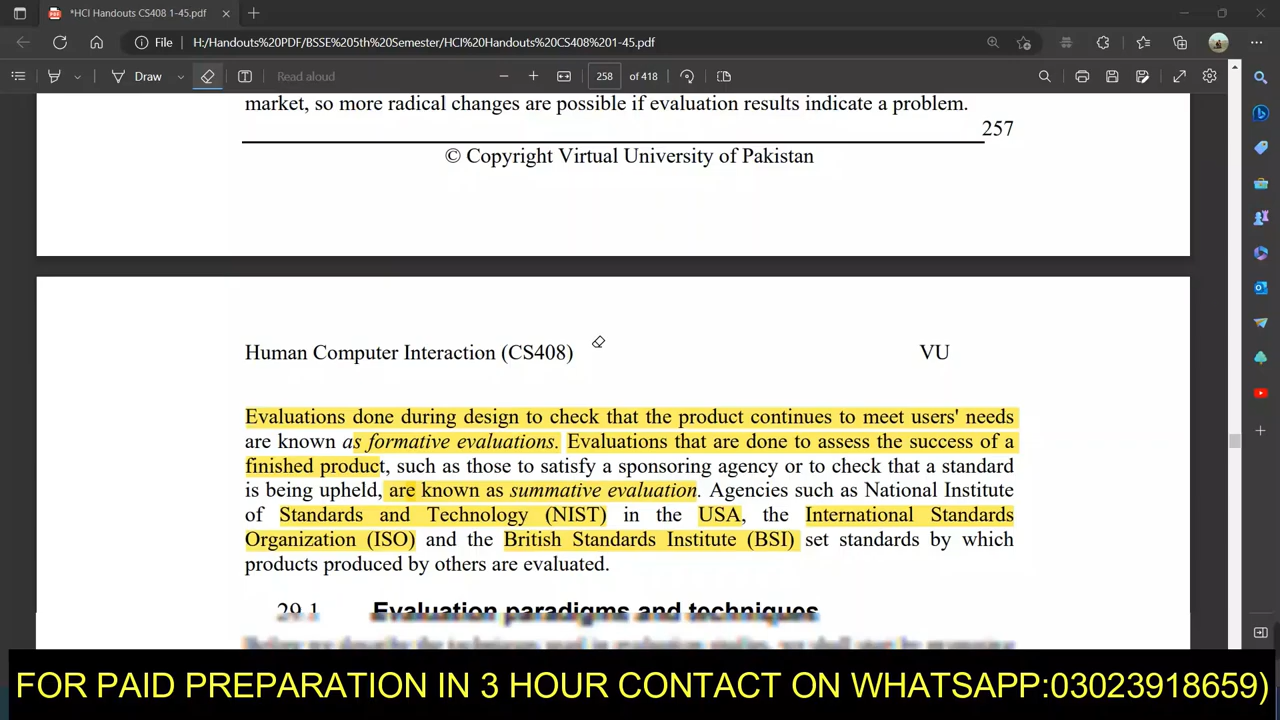 *HCI Handouts CS408 1-45.pdf
File H:/Handouts%20PDF/BSSE%205th%20Semester/HCI%20Handouts%20CS408%201-45.pdf
Draw Read aloud 258 of 418
market, so more radical changes are possible if evaluation results indicate a problem.
257
© Copyright Virtual University of Pakistan
Human Computer Interaction (CS408) VU
Evaluations done during design to check that the product continues to meet users' needs
are known as formative evaluations. Evaluations that are done to assess the success of a
finished product, such as those to satisfy a sponsoring agency or to check that a standard
is being upheld, are known as summative evaluation. Agencies such as National Institute
of Standards and Technology (NIST) in the USA, the International Standards
Organization (ISO) and the British Standards Institute (BSI) set standards by which
products produced by others are evaluated.
29.1 Evaluation paradigms and techniques
FOR PAID PREPARATION IN 3 HOUR CONTACT ON WHATSAPP:03023918659)